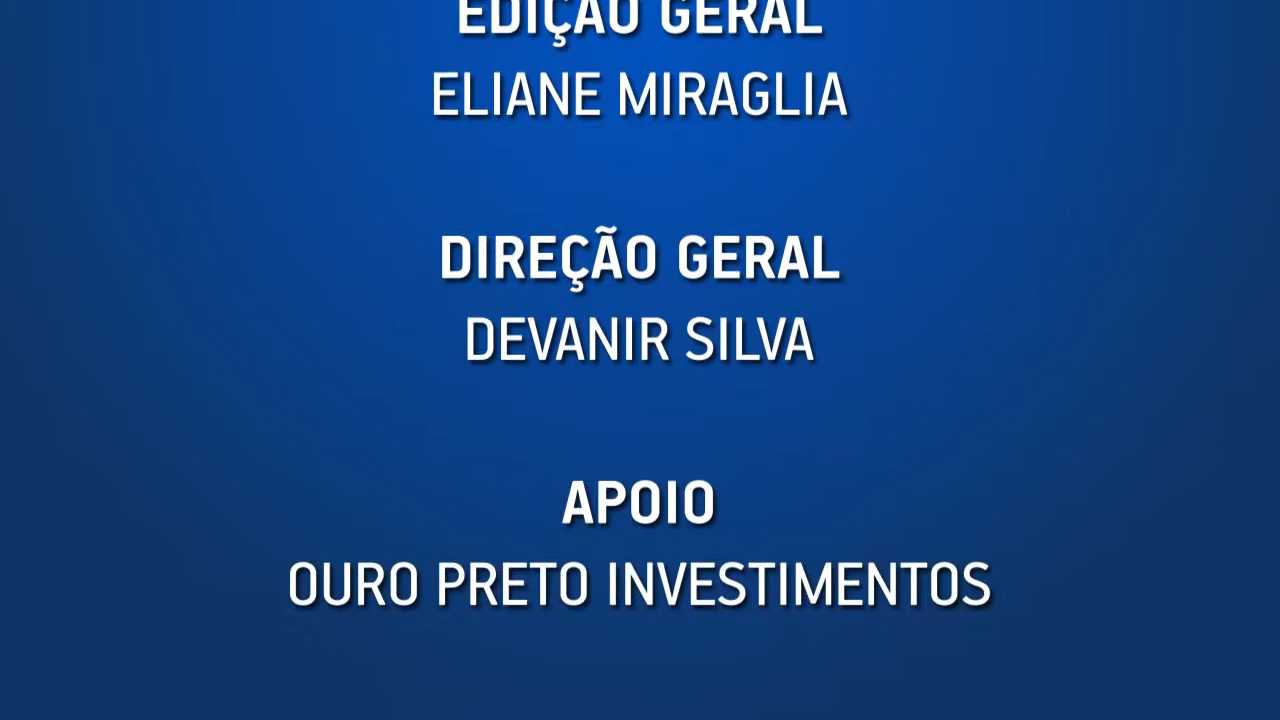 EDIÇÃO GERAL
ELIANE MIRAGLIA
DIREÇÃO GERAL
DEVANIR SILVA
APOIO
OURO PRETO INVESTIMENTOS